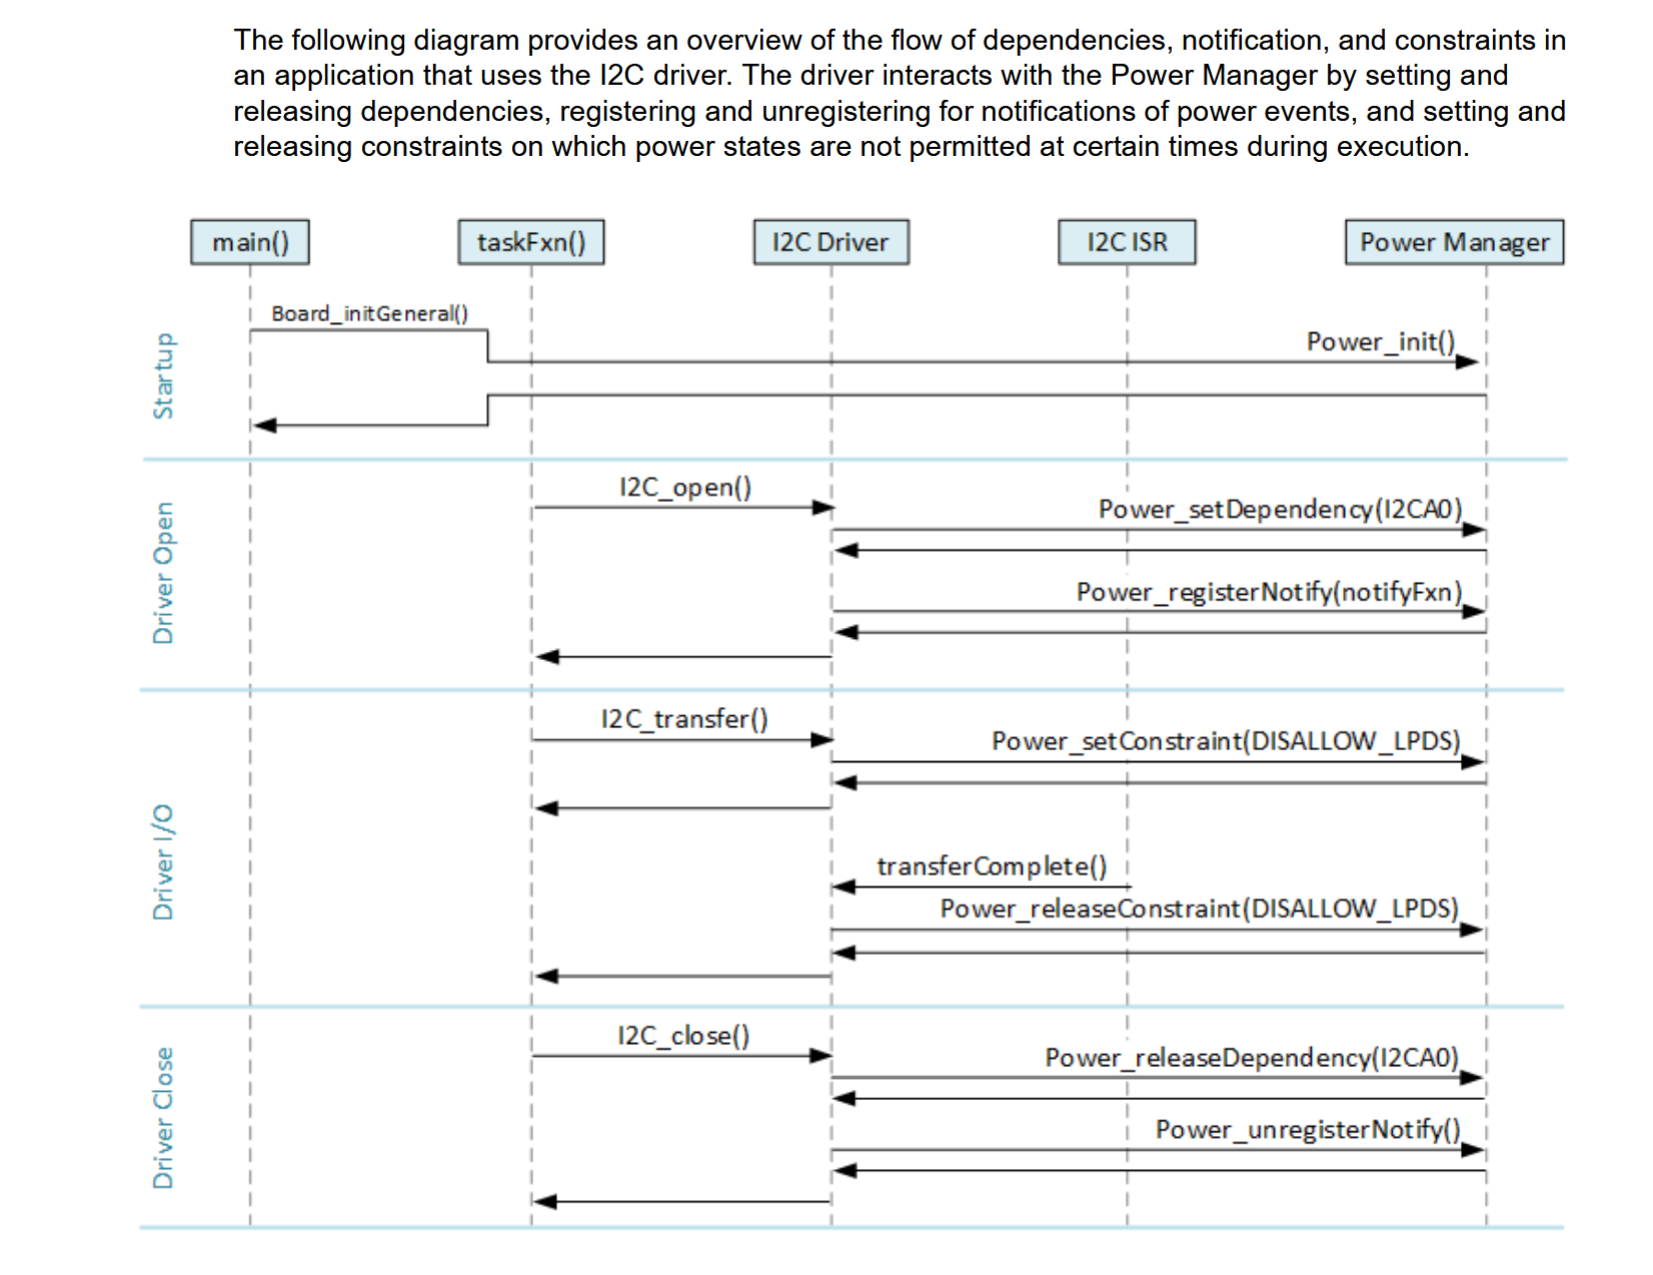 The following diagram provides an overview of the flow of dependencies, notification, and constraints in
an application that uses the I2C driver. The driver interacts with the Power Manager by setting and
releasing dependencies, registering and unregistering for notifications of power events, and setting and
releasing constraints on which power states are not permitted at certain times during execution.
main()
taskFxn()
I2C Driver
I2C ISR
Power Manager
Startup
Board_initGeneral()
Power_init()
Driver Open
I2C_open()
Power_setDependency(I2CA0)
Power_registerNotify(notifyFxn)
Driver I/O
I2C_transfer()
Power_setConstraint(DISALLOW_LPDS)
transferComplete()
Power_releaseConstraint(DISALLOW_LPDS)
Driver Close
I2C_close()
Power_releaseDependency(I2CA0)
Power_unregisterNotify()